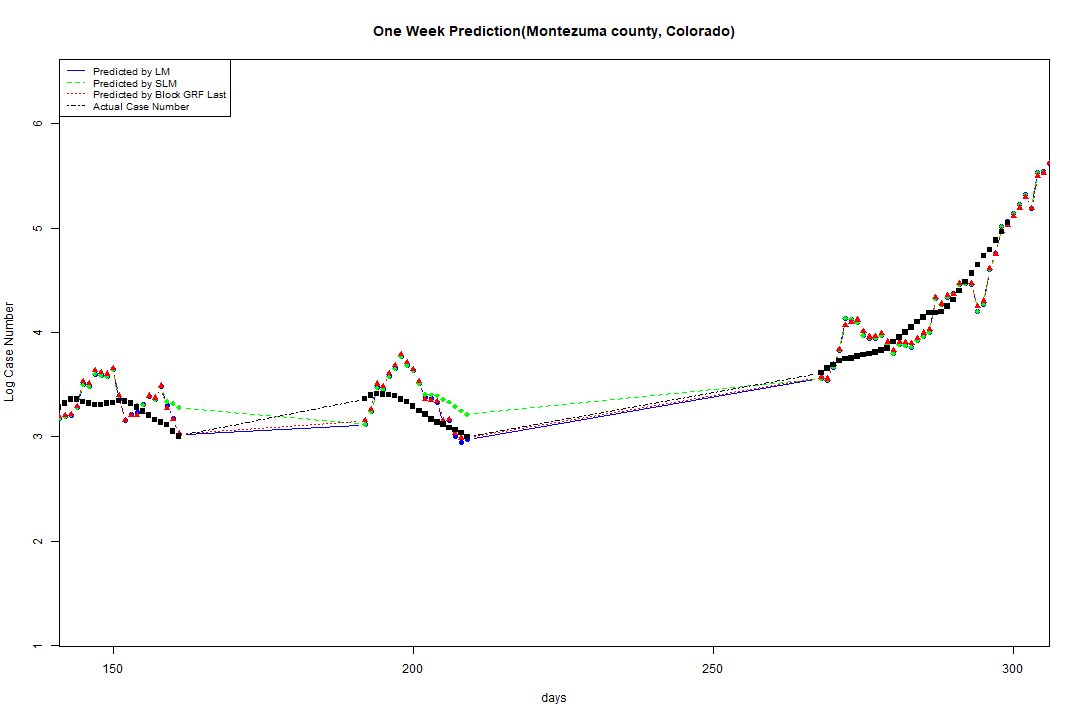 One Week Prediction(Montezuma county, Colorado)
Predicted by LM
Predicted by SLM
Predicted by Block GRF Last
Actual Case Number
6
5
4
3
2
1
Log Case Number
150 200 250 300
days